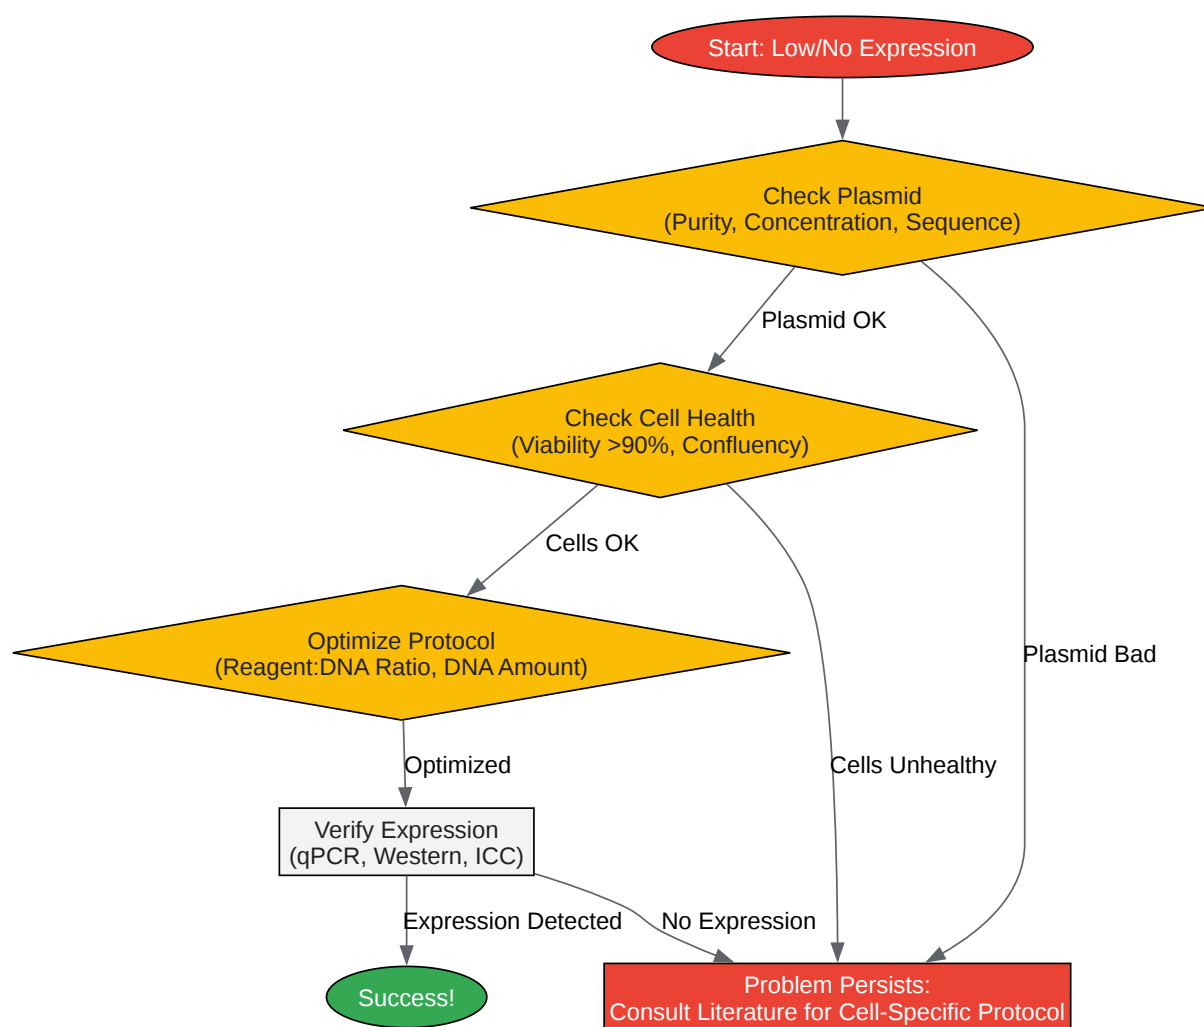 Start: Low/No Expression
Check Plasmid
(Purity, Concentration, Sequence)
Plasmid OK
Check Cell Health
(Viability >90%, Confluency)
Cells OK
Optimize Protocol
(Reagent:DNA Ratio, DNA Amount)
Plasmid Bad
Optimized
Cells Unhealthy
Verify Expression
(qPCR, Western, ICC)
Expression Detected
No Expression
Success!
Problem Persists:
Consult Literature for Cell-Specific Protocol